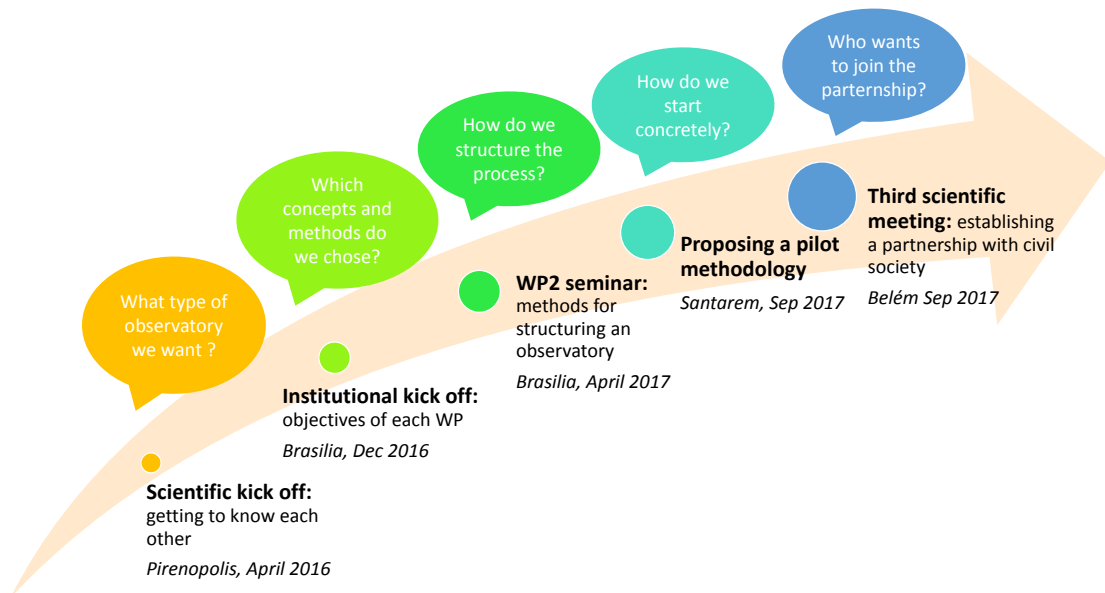 What type of
observatory
we want ?
Scientific kick off:
getting to know each
other
Pirenopolis, April 2016
Which
concepts and
methods do
we chose?
Institutional kick off:
objectives of each WP
Brasilia, Dec 2016
How do we
structure the
process?
WP2 seminar:
methods for
structuring an
observatory
Brasilia, April 2017
How do we
start
concretely?
Proposing a pilot
methodology
Santarem, Sep 2017
Who wants
to join the
parternship?
Third scientific
meeting: establishing
a partnership with civil
society
Belém Sep 2017